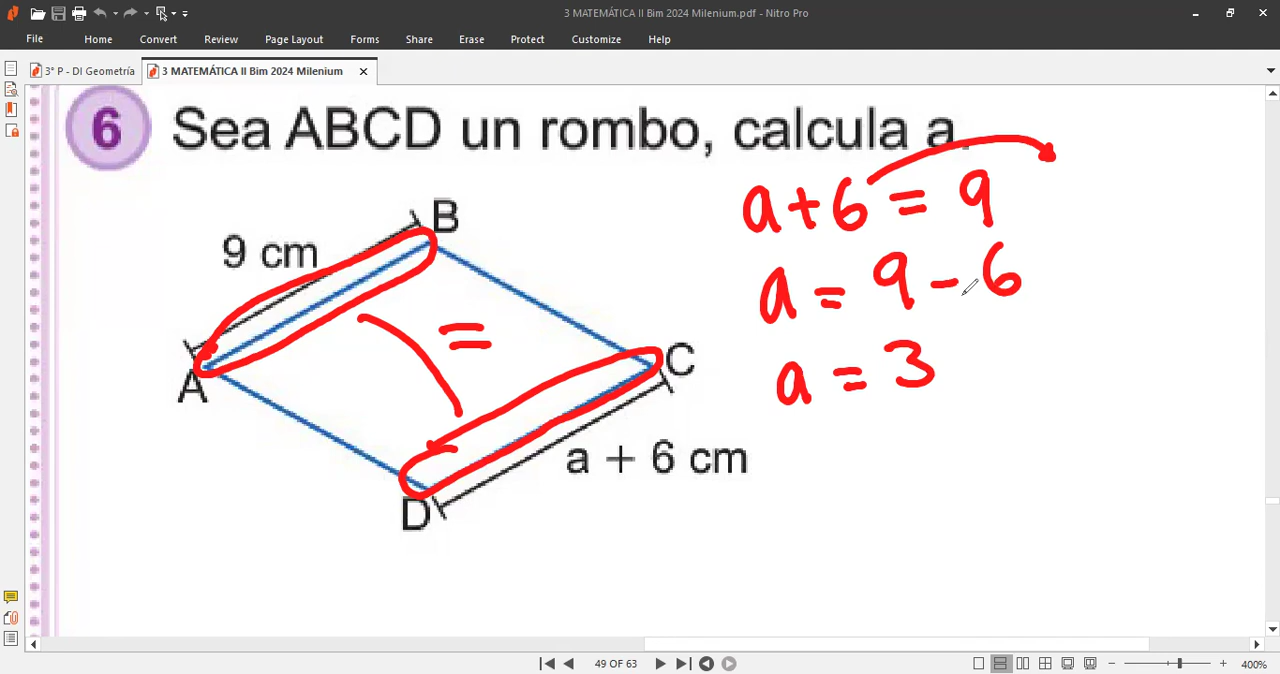 3 MATEMÁTICA II Bim 2024 Milenium.pdf - Nitro Pro
File Home Convert Review Page Layout Forms Share Erase Protect Customize Help
3° P - DI Geometría 3 MATEMÁTICA II Bim 2024 Milenium
6 Sea ABCD un rombo, calcula a.
a + 6 = 9
B
9 cm
a = 9 - 6
=
C
A
a = 3
a + 6 cm
D
49 OF 63
400%